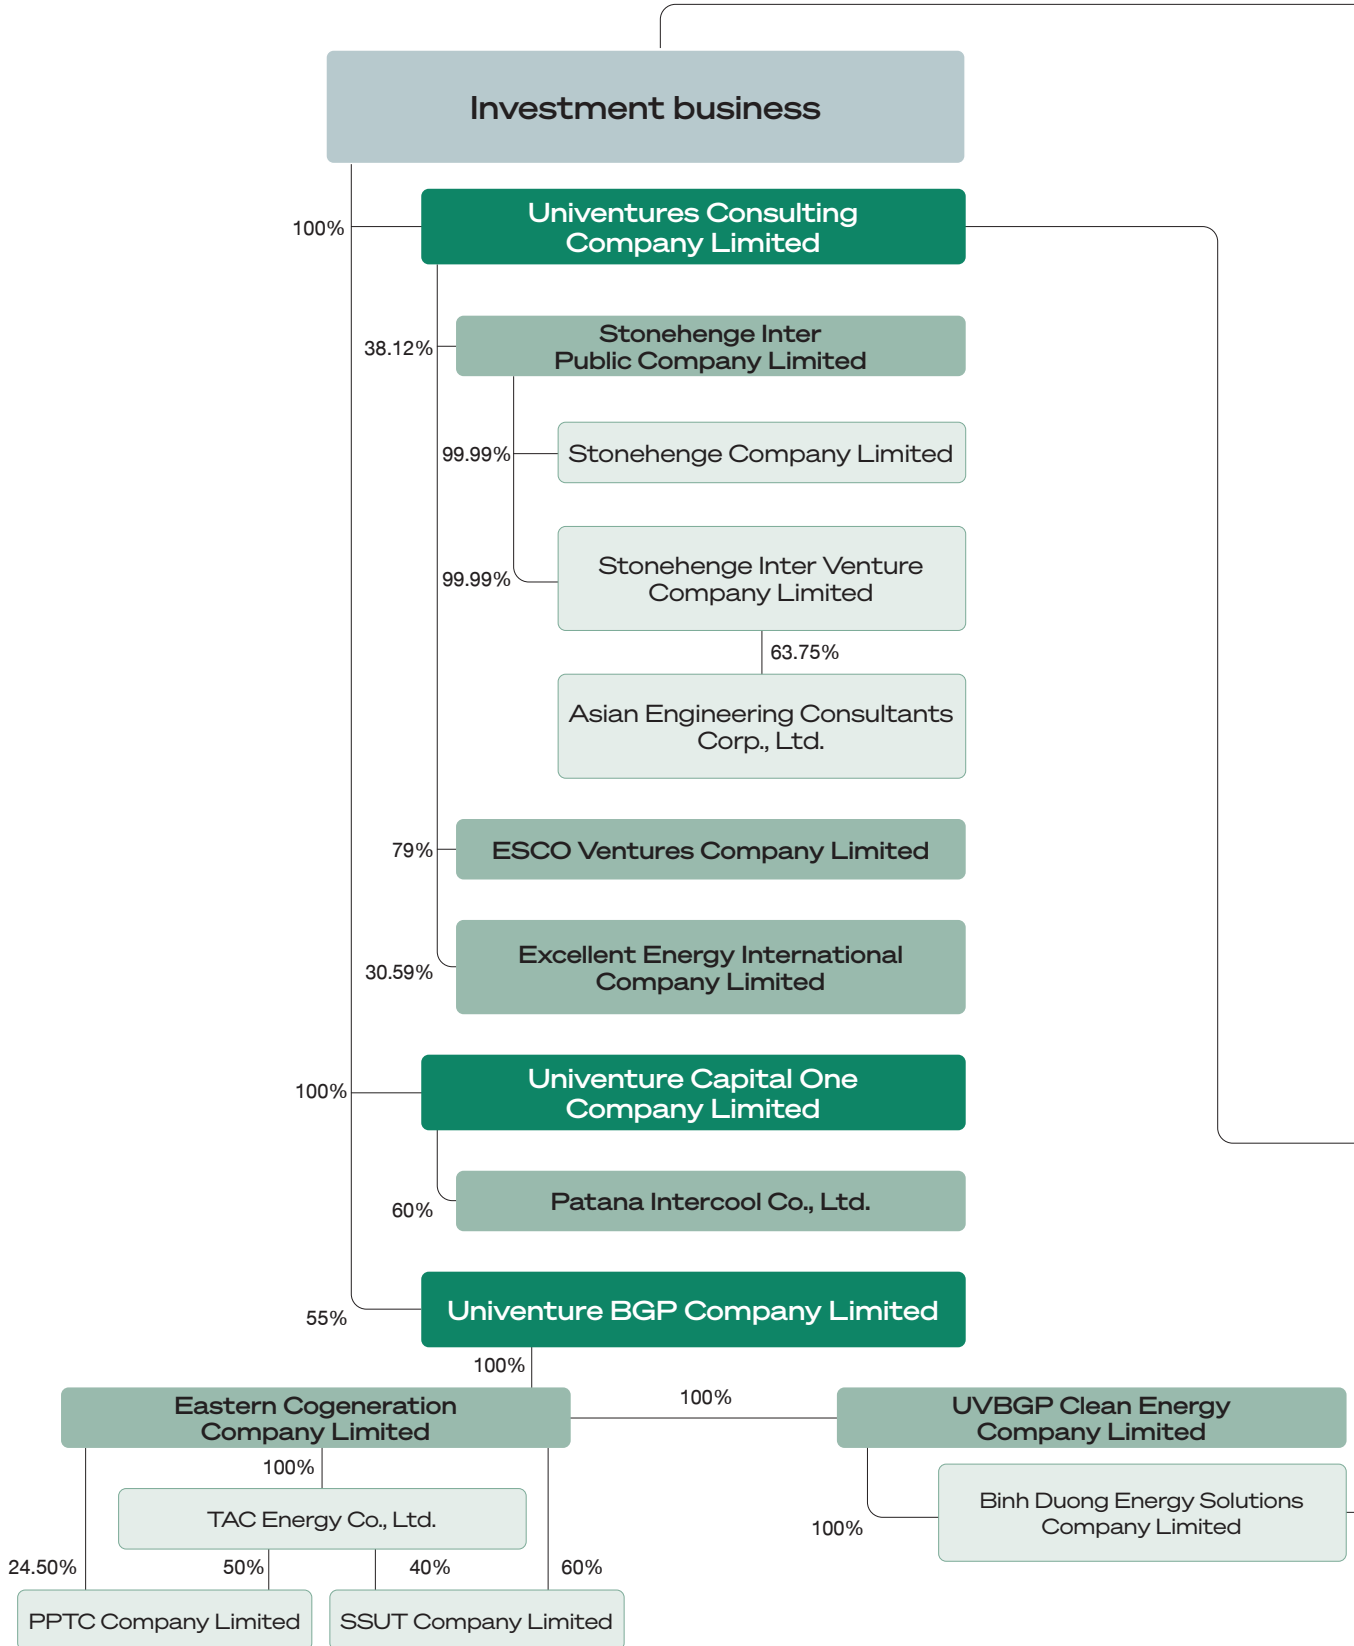 Investment business
100%
Univentures Consulting
Company Limited
38.12%
Stonehenge Inter
Public Company Limited
99.99%
Stonehenge Company Limited
99.99%
Stonehenge Inter Venture
Company Limited
63.75%
Asian Engineering Consultants
Corp., Ltd.
79%
ESCO Ventures Company Limited
30.59%
Excellent Energy International
Company Limited
100%
Univenture Capital One
Company Limited
60%
Patana Intercool Co., Ltd.
55%
Univenture BGP Company Limited
100%
Eastern Cogeneration
Company Limited
100%
UVBGP Clean Energy
Company Limited
100%
TAC Energy Co., Ltd.
100%
Binh Duong Energy Solutions
Company Limited
24.50%
50%
40%
60%
PPTC Company Limited
SSUT Company Limited